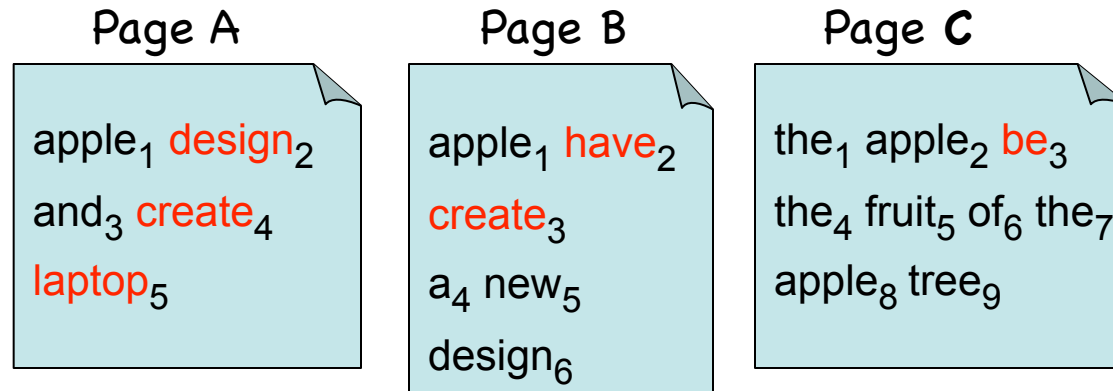 Page A
apple₁ design₂
and₃ create₄
laptop₅
Page B
apple₁ have₂
create₃
a₄ new₅
design₆
Page C
the₁ apple₂ be₃
the₄ fruit₅ of₆ the₇
apple₈ tree₉